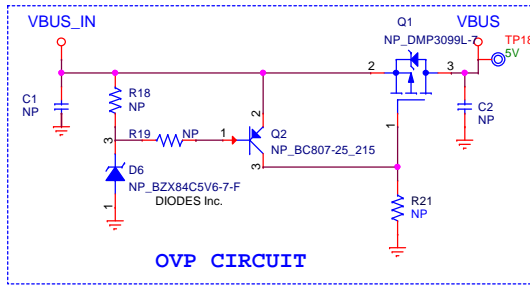 VBUS_IN
Q1
VBUS
NP_DMP3099L-7
TP18
5V
2
3
C1
NP
R18
NP
2
C2
NP
R19
NP
1
Q2
NP_BC807-25_215
1
3
D6
NP_BZX84C5V6-7-F
DIODES Inc.
3
1
R21
NP
OVP CIRCUIT